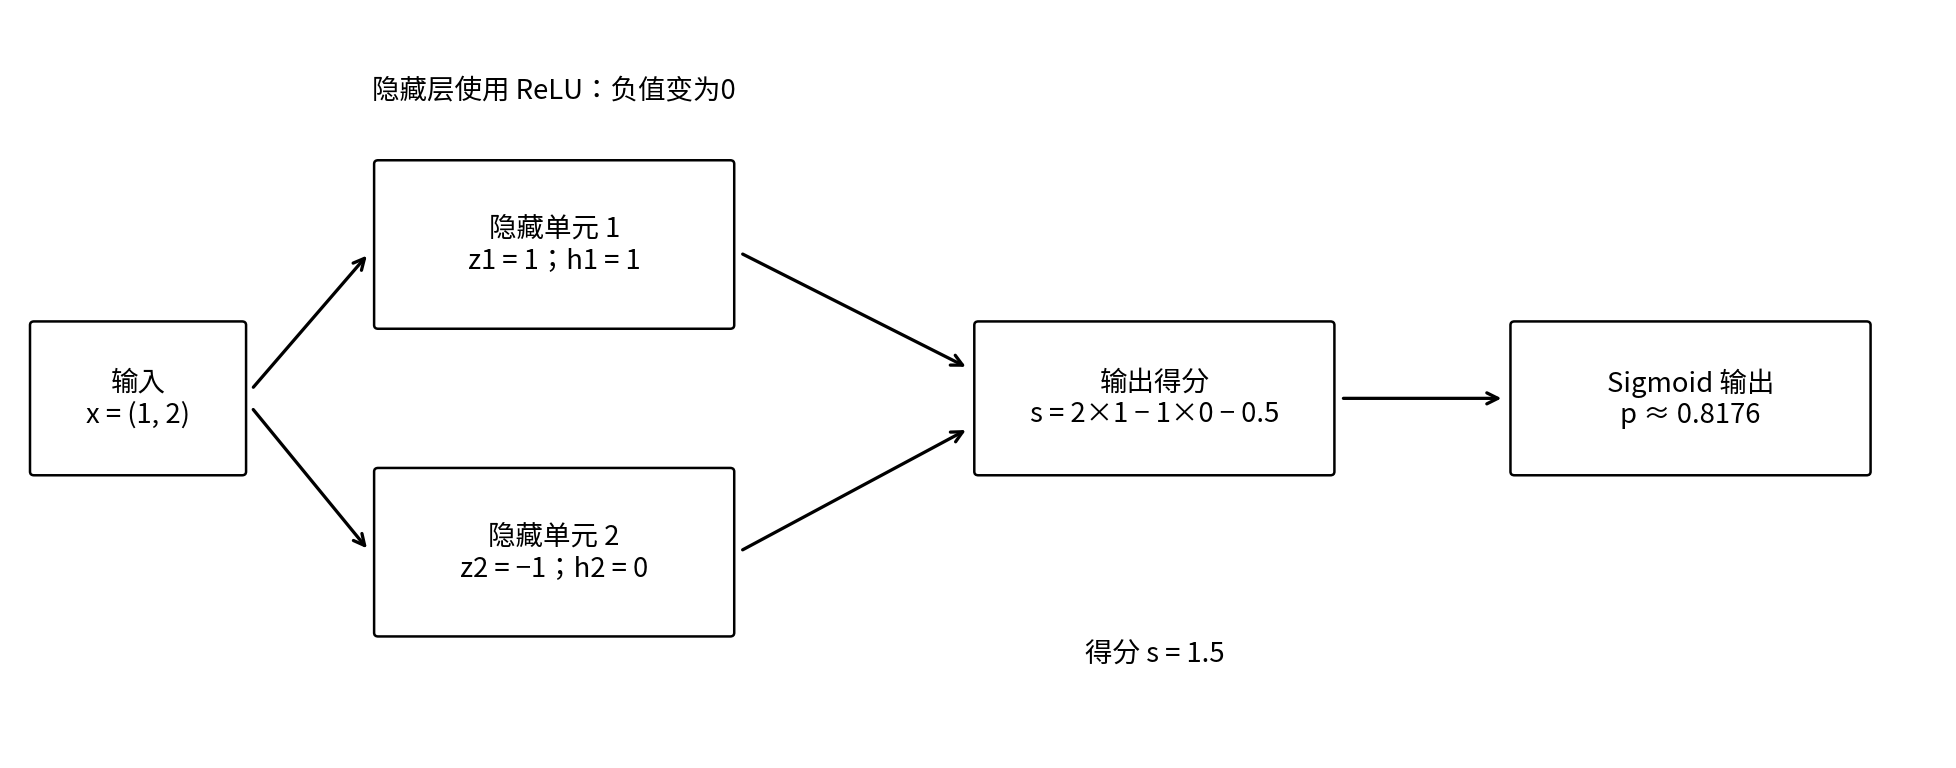 隐藏层使用 ReLU：负值变为0
隐藏单元 1
z1 = 1；h1 = 1
输入
x = (1, 2)
输出得分
s = 2×1 − 1×0 − 0.5
Sigmoid 输出
p ≈ 0.8176
隐藏单元 2
z2 = −1；h2 = 0
得分 s = 1.5